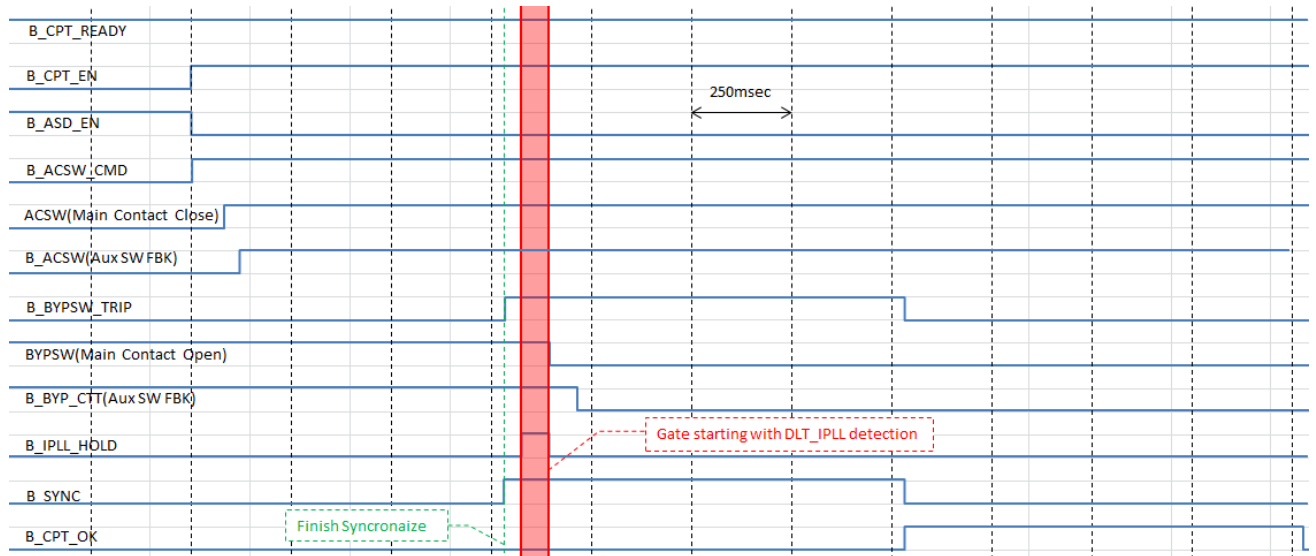 B_CPT_READY
B_CPT_EN
250msec
B_ASD_EN
B_ACSW_CMD
ACSW(Main Contact Close)
B_ACSW(Aux SW FBK)
B_BYPSW_TRIP
BYPSW(Main Contact Open)
B_BYP_CTT(Aux SW FBK)
Gate starting with DLT_IPLL detection
B_IPLL_HOLD
B_SYNC
Finish Syncronaize
B_CPT_OK